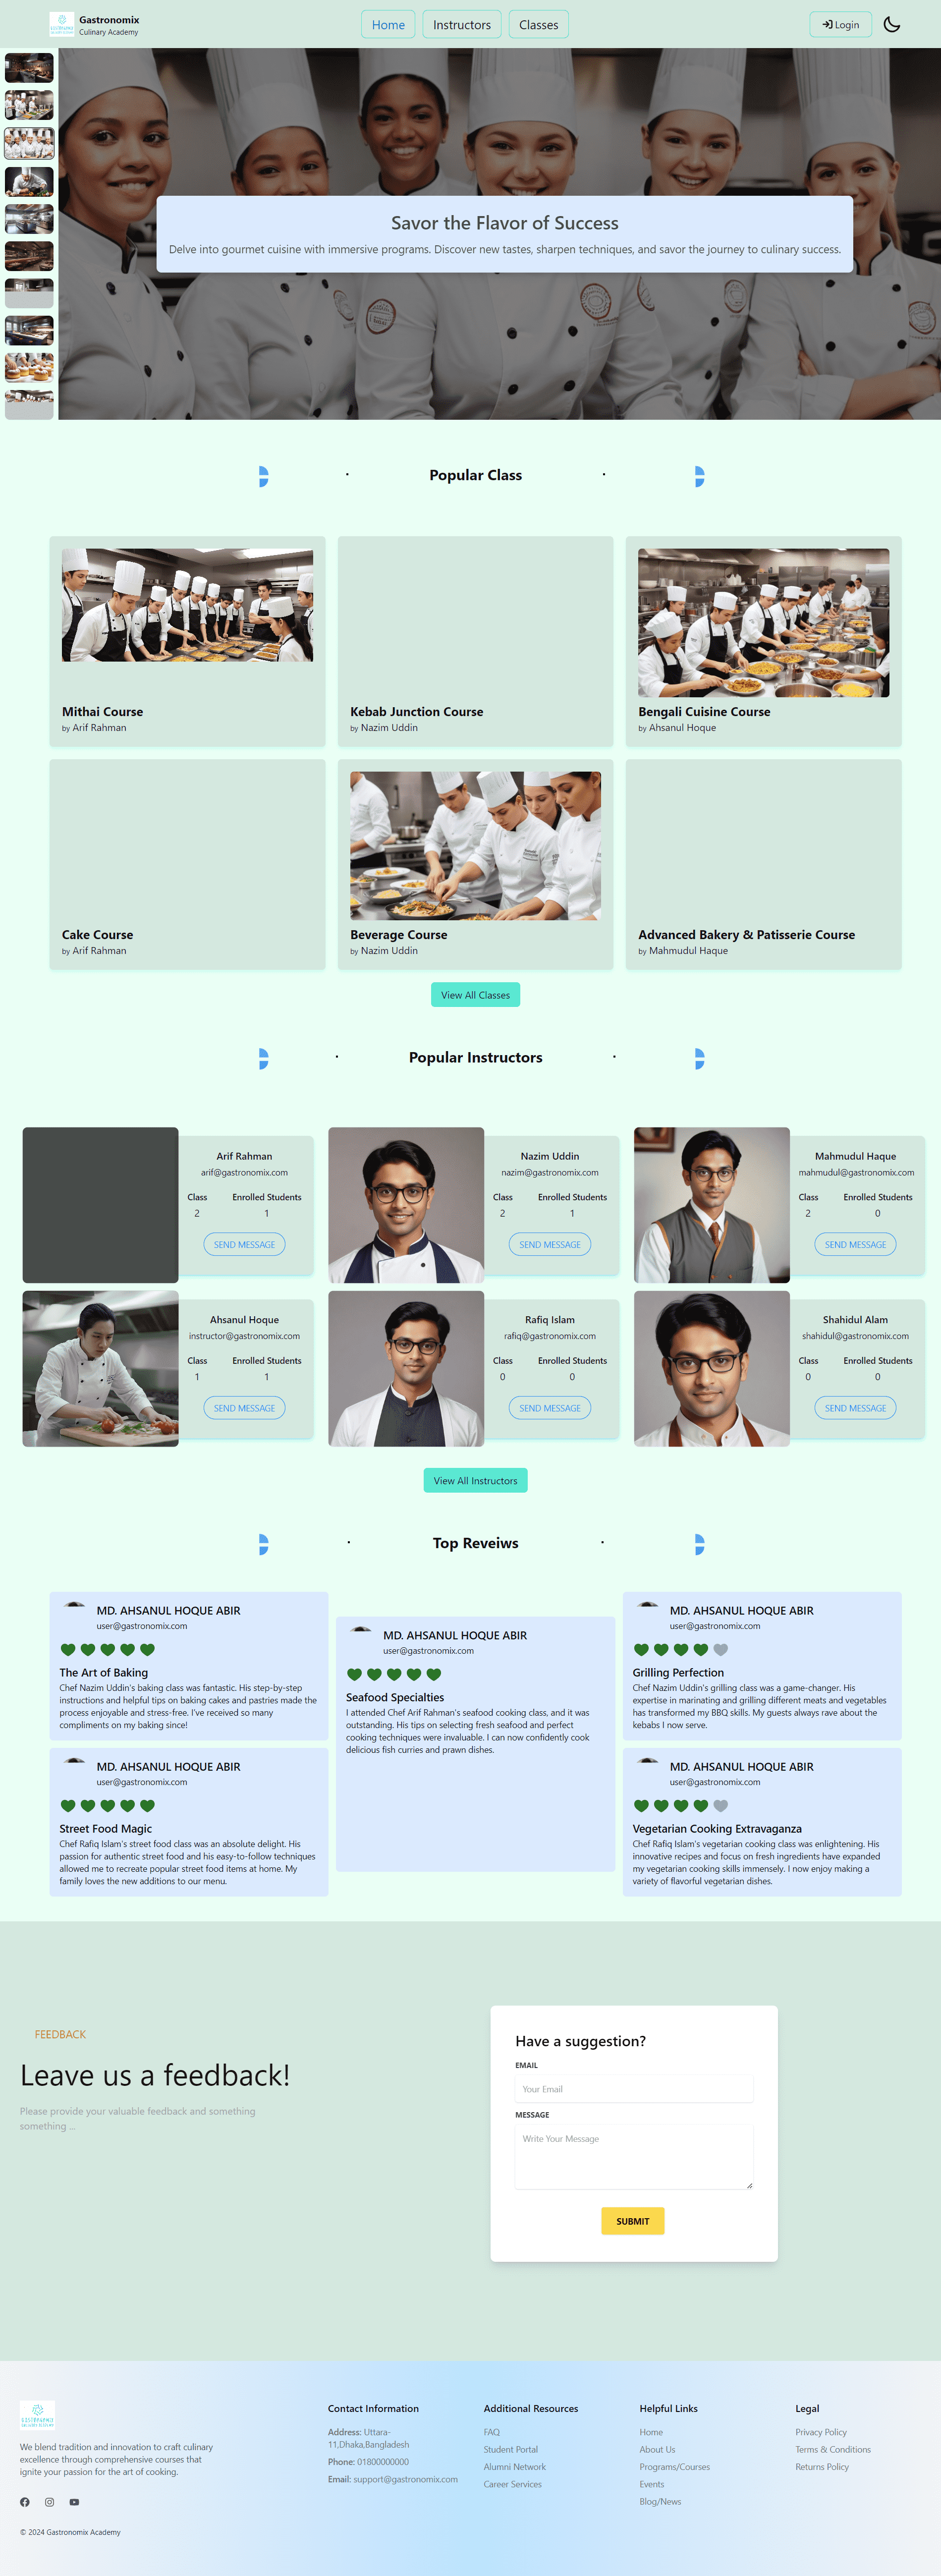 Gastronomix
Culinary Academy
Home
Instructors
Classes
Login
Savor the Flavor of Success
Delve into gourmet cuisine with immersive programs. Discover new tastes, sharpen techniques, and savor the journey to culinary success.
Popular Class
Mithai Course
by Arif Rahman
Kebab Junction Course
by Nazim Uddin
Bengali Cuisine Course
by Ahsanul Hoque
Cake Course
by Arif Rahman
Beverage Course
by Nazim Uddin
Advanced Bakery & Patisserie Course
by Mahmudul Haque
View All Classes
Popular Instructors
Arif Rahman
arif@gastronomix.com
Class Enrolled Students
2 1
SEND MESSAGE
Nazim Uddin
nazim@gastronomix.com
Class Enrolled Students
2 1
SEND MESSAGE
Mahmudul Haque
mahmudul@gastronomix.com
Class Enrolled Students
2 0
SEND MESSAGE
Ahsanul Hoque
instructor@gastronomix.com
Class Enrolled Students
1 1
SEND MESSAGE
Rafiq Islam
rafiq@gastronomix.com
Class Enrolled Students
0 0
SEND MESSAGE
Shahidul Alam
shahidul@gastronomix.com
Class Enrolled Students
0 0
SEND MESSAGE
View All Instructors
Top Reveiws
MD. AHSANUL HOQUE ABIR
user@gastronomix.com
The Art of Baking
Chef Nazim Uddin's baking class was fantastic. His step-by-step
instructions and helpful tips on baking cakes and pastries made the
process enjoyable and stress-free. I've received so many
compliments on my baking since!
MD. AHSANUL HOQUE ABIR
user@gastronomix.com
Street Food Magic
Chef Rafiq Islam's street food class was an absolute delight. His
passion for authentic street food and his easy-to-follow techniques
allowed me to recreate popular street food items at home. My
family loves the new additions to our menu.
MD. AHSANUL HOQUE ABIR
user@gastronomix.com
Seafood Specialties
I attended Chef Arif Rahman's seafood cooking class, and it was
outstanding. His tips on selecting fresh seafood and perfect
cooking techniques were invaluable. I can now confidently cook
delicious fish curries and prawn dishes.
MD. AHSANUL HOQUE ABIR
user@gastronomix.com
Grilling Perfection
Chef Nazim Uddin's grilling class was a game-changer. His
expertise in marinating and grilling different meats and vegetables
has transformed my BBQ skills. My guests always rave about the
kebabs I now serve.
MD. AHSANUL HOQUE ABIR
user@gastronomix.com
Vegetarian Cooking Extravaganza
Chef Rafiq Islam's vegetarian cooking class was enlightening. His
innovative recipes and focus on fresh ingredients have expanded
my vegetarian cooking skills immensely. I now enjoy making a
variety of flavorful vegetarian dishes.
FEEDBACK
Leave us a feedback!
Please provide your valuable feedback and something
something ...
Have a suggestion?
EMAIL
Your Email
MESSAGE
Write Your Message
SUBMIT
We blend tradition and innovation to craft culinary
excellence through comprehensive courses that
ignite your passion for the art of cooking.
© 2024 Gastronomix Academy
Contact Information
Address: Uttara-
11,Dhaka,Bangladesh
Phone: 01800000000
Email: support@gastronomix.com
Additional Resources
FAQ
Student Portal
Alumni Network
Career Services
Helpful Links
Home
About Us
Programs/Courses
Events
Blog/News
Legal
Privacy Policy
Terms & Conditions
Returns Policy